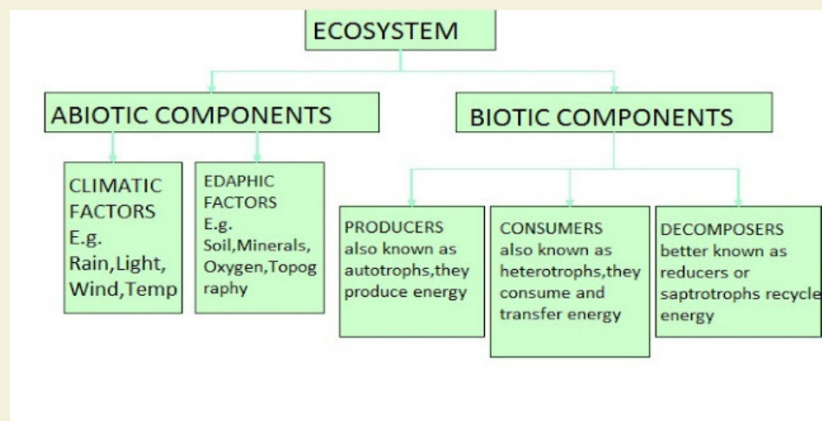 ECOSYSTEM
ABIOTIC COMPONENTS
BIOTIC COMPONENTS
CLIMATIC
FACTORS
E.g.
Rain,Light,
Wind,Temp
EDAPHIC
FACTORS
E.g.
Soil,Minerals,
Oxygen,Topog
raphy
PRODUCERS
also known as
autotrophs,they
produce energy
CONSUMERS
also known as
heterotrophs,they
consume and
transfer energy
DECOMPOSERS
better known as
reducers or
saptrotrophs recycle
energy